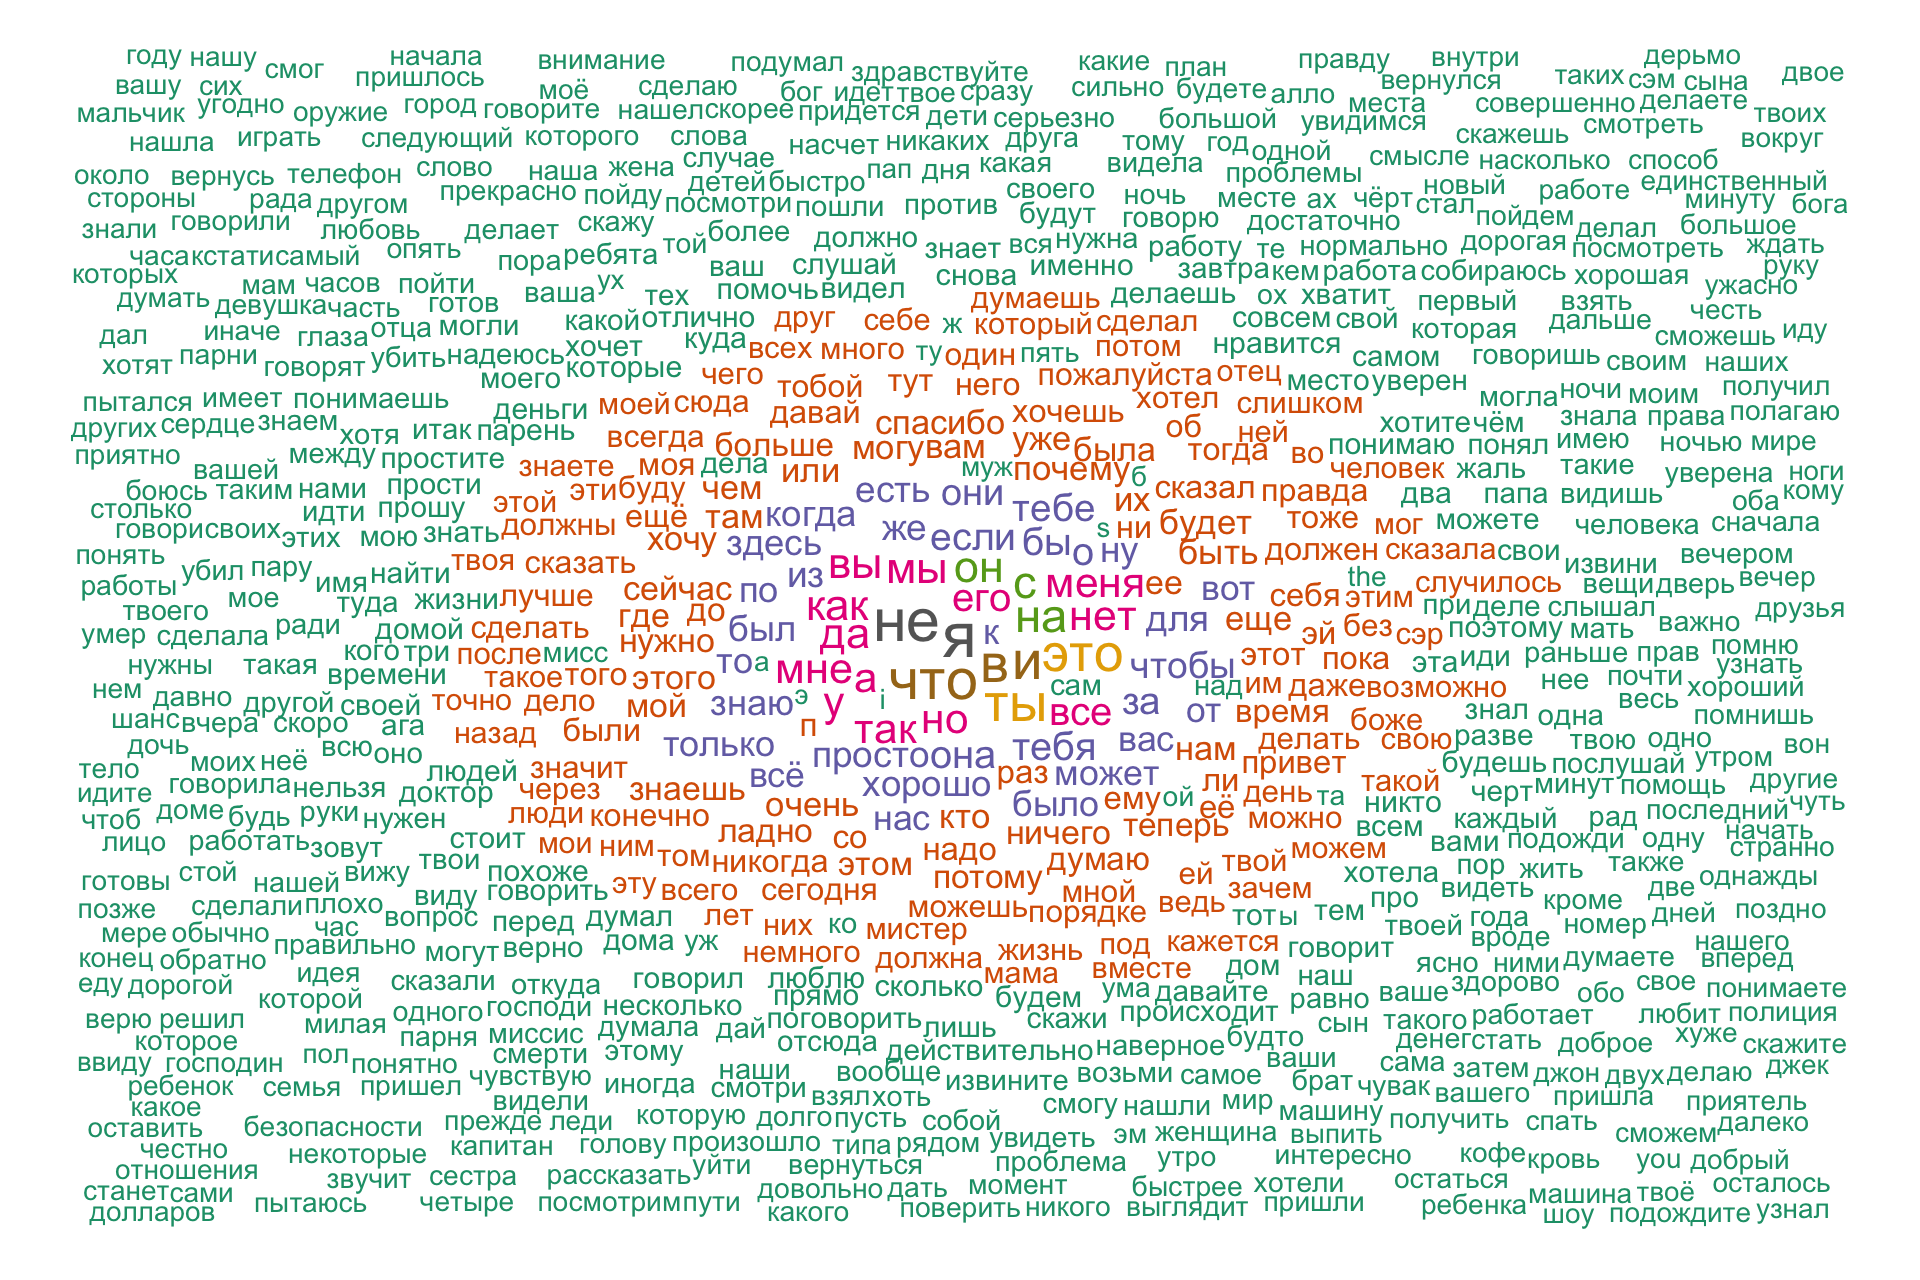 году нашу начала внимание подумал какие план правду внутри дерьмо
вашу сих смог пришлось моё сделаю здравствуйте вернулся таких сэм сына двое
мальчик угодно оружие город говорите нашел скорее бог идет твое сразу придется дети серьезно сильно будете алло места совершенно делаете твоих
нашла играть следующий которого слова насчет никаких друга большой увидимся тому год одной скажешь смотреть вокруг
около вернусь телефон слово наша жена случае пап дня какая видела проблемы смысле насколько способ
стороны рада другом прекрасно пойду детей быстро посмотри пошли против своего ночь месте ах чёрт новый стал работе единственный минуту бога
знали говорили любовь делает скажу той более должно будут говорю достаточно пойдем делал большое
часа кстати самый опять пора ребята знает вся нужна работу те нормально дорогая посмотреть ждать
которых мам часов пойти ваш слушай снова именно завтра кем работа собираюсь хорошая руку
думать девушка часть готов ваша ух тех помочь видел думаешь делаешь ох хватит первый взять ужасно честь
дал иначе глаза отца могли какой отлично друг себе ж который сделал совсем свой которая дальше сможешь иду
хотят парни говорят убить надеюсь хочет куда всех много ту один пять потом нравится самом говоришь своим наших
моего которые чего тобой тут него пожалуйста отец место уверен
пытался имеет понимаешь деньги моей сюда давай спасибо хочешь хотел слишком могла ночи моим получил
других сердце знаем хотя итак парень всегда больше могу вам уже была об ней хотите чём знала права полагаю
приятно вашей между простите знаете моя дела или муж почему б тогда во понимаю понял имею ночью мире
человек жаль такие уверена ноги
боюсь таким нами прости этой эти буду чем есть они тебе их сказал правда два папа видишь оба кому
столько идти прошу должны ещё там когда же если бы s ни будет тоже мог можете человека сначала
говори своих этих мою знать хочу здесь о ну быть должен сказала свои извини вечером
понять убил пару имя найти твоя сказать из вы мы он с меня ее вот the случилось вещи дверь вечер
работы твоего мое туда жизни лучше сейчас по как его на нет для себя этим при деле слышал друзья
умер сделала ради домой сделать где до был да не я к еще эй без сэр поэтому мать важно помню
нужны такая кого три после мисс нужно то а мне что в и это чтобы этот пока эта иди раньше прав узнать
нем давно другой своей времени такое того этого знаю э а i сам над им даже возможно нее почти весь хороший
шанс вчера скоро ага точно дело мой у так но ты все за от время боже знал одна помнишь
дочь моих неё всю оно назад были п только просто она тебя вас нам делать свою разве твою одно вон
тело говорила нельзя людей значит всё хорошо раз может ли привет такой будешь послушай утром
идите доме будь руки доктор через знаешь очень было ему ой её день та никто черт минут помощь другие
чтоб нужен люди конечно ладно нас кто ничего теперь можно всем каждый рад последний чуть
лицо работать зовут стоит мои ним том никогда со надо этом думаю можем вами подожди одну начать странно
готовы стой нашей вижу твои похоже эту всего сегодня потому мной ей твой зачем хотела пор жить также однажды
позже сделали плохо виду говорить вопрос перед думал лет них ко можешь порядке ведь тот ы тем про видеть кроме две
мере обычно час правильно могут верно дома уж мистер жизнь под кажется говорит твоей года номер дней поздно
конец обратно идея немного должна мама вместе дом наш ясно вроде ними думаете нашего вперед
еду дорогой которой сказали откуда говорил люблю сколько будем ума давайте равно ваше здорово обо свое понимаете
верю решил милая одного господи несколько прямо поговорить лишь скажи происходит сын такого работает любит полиция
которое парня миссис думала дай отсюда действительно наверное будто денег стать доброе хуже скажите
ввиду господин пол понятно смерти этому наши вообще извините возьми самое ваши сама затем джон двух делаю джек
ребенок семья пришел чувствую иногда смотри взял хоть брат чувак вашего пришла приятель
какое видели которую долго пусть собой смогу нашли мир машину получить спать
оставить безопасности прежде леди сможем далеко
честно некоторые капитан голову произошло типа рядом увидеть эм женщина выпить кофе кровь you добрый
отношения звучит сестра рассказать уйти вернуться проблема утро интересно
станет сами пытаюсь четыре посмотрим пути довольно дать момент быстрее хотели остаться машина твоё осталось
долларов какого поверить никого выглядит пришли ребенка шоу подождите узнал